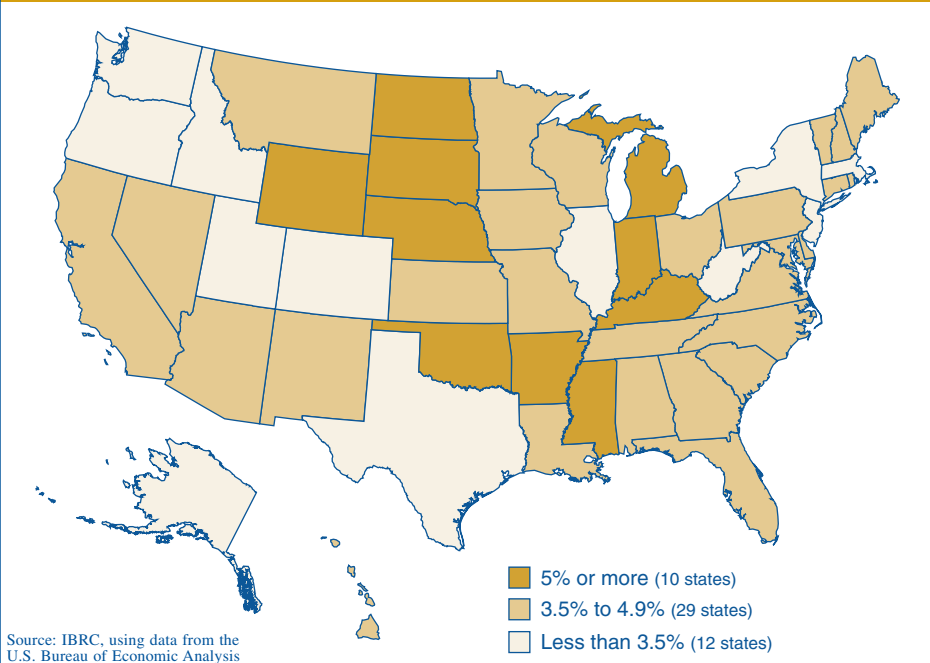 5% or more (10 states)
3.5% to 4.9% (29 states)
Less than 3.5% (12 states)
Source: IBRC, using data from the
U.S. Bureau of Economic Analysis